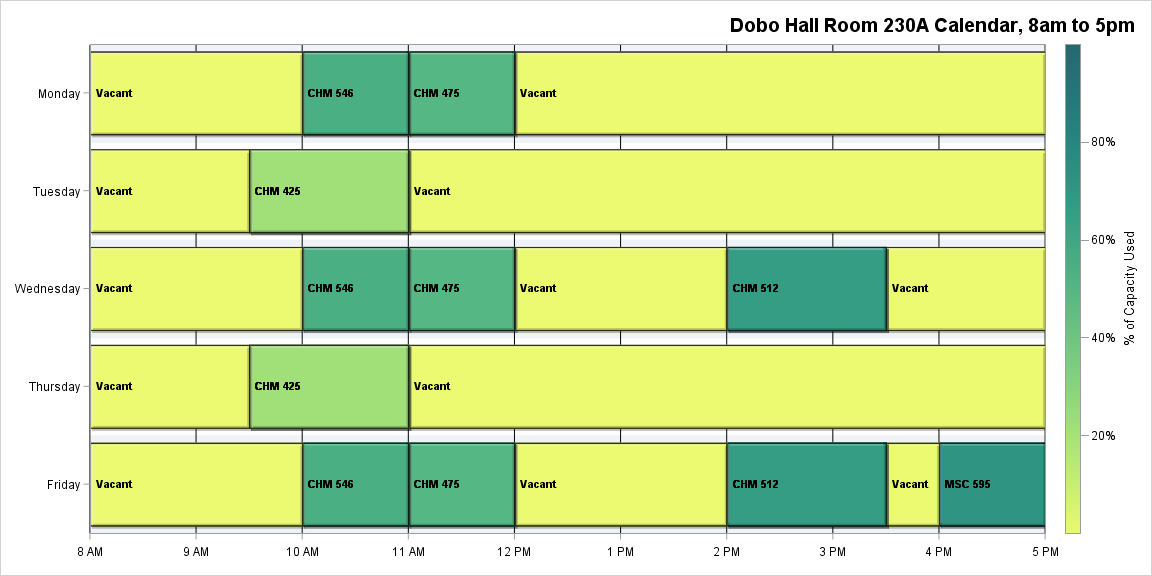 Dobo Hall Room 230A Calendar, 8am to 5pm
Monday
Vacant
CHM 546
CHM 475
Vacant
Tuesday
Vacant
CHM 425
Vacant
Wednesday
Vacant
CHM 546
CHM 475
Vacant
CHM 512
Vacant
Thursday
Vacant
CHM 425
Vacant
Friday
Vacant
CHM 546
CHM 475
Vacant
CHM 512
Vacant
MSC 595
8 AM
9 AM
10 AM
11 AM
12 PM
1 PM
2 PM
3 PM
4 PM
5 PM
80%
60%
40%
20%
% of Capacity Used